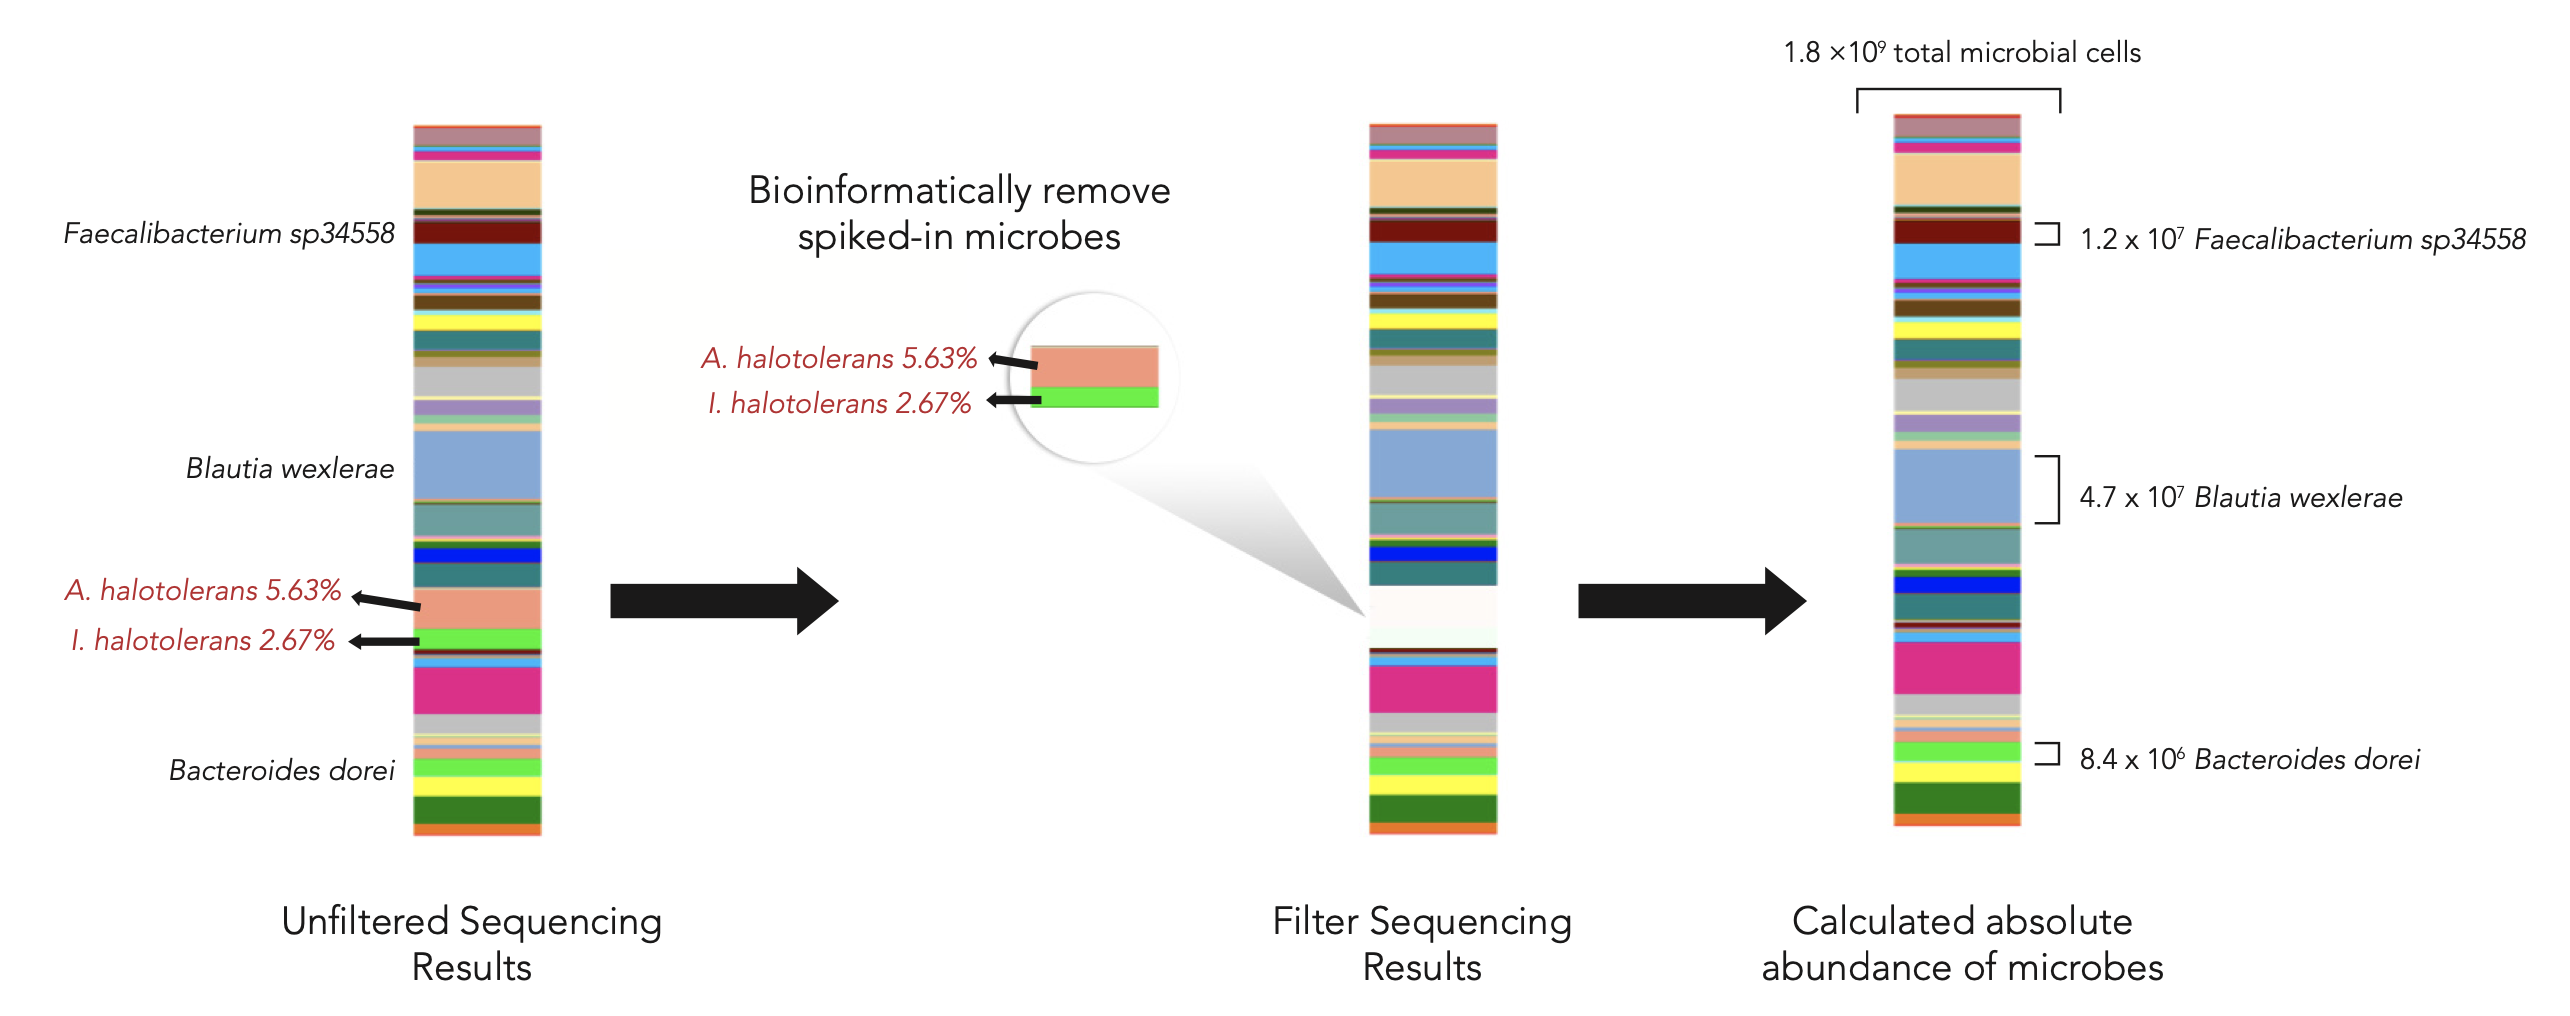 1.8 ×10⁹ total microbial cells
Bioinformatically remove
spiked-in microbes
Faecalibacterium sp34558
1.2 x 10⁷ Faecalibacterium sp34558
A. halotolerans 5.63%
I. halotolerans 2.67%
Blautia wexlerae
4.7 x 10⁷ Blautia wexlerae
A. halotolerans 5.63%
I. halotolerans 2.67%
Bacteroides dorei
8.4 x 10⁶ Bacteroides dorei
Unfiltered Sequencing
Results
Filter Sequencing
Results
Calculated absolute
abundance of microbes